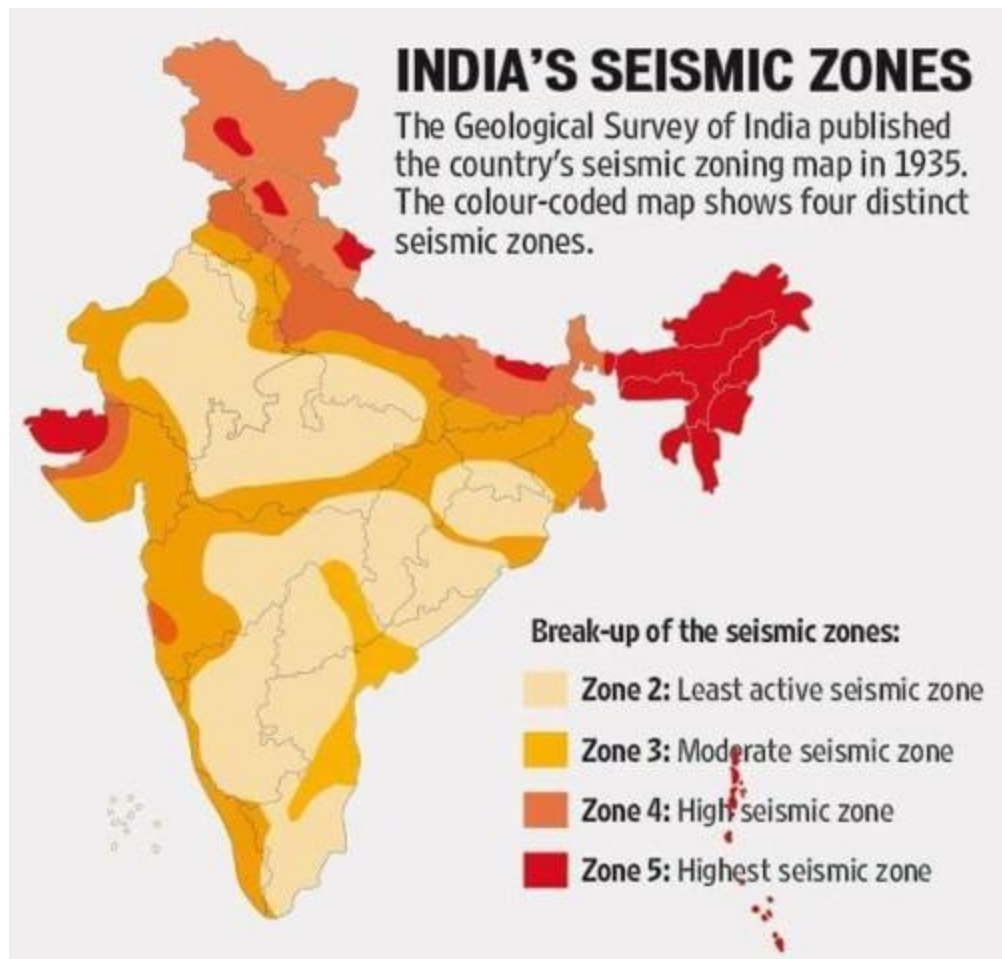 INDIA'S SEISMIC ZONES
The Geological Survey of India published
the country's seismic zoning map in 1935.
The colour-coded map shows four distinct
seismic zones.
Break-up of the seismic zones:
Zone 2: Least active seismic zone
Zone 3: Moderate seismic zone
Zone 4: High seismic zone
Zone 5: Highest seismic zone